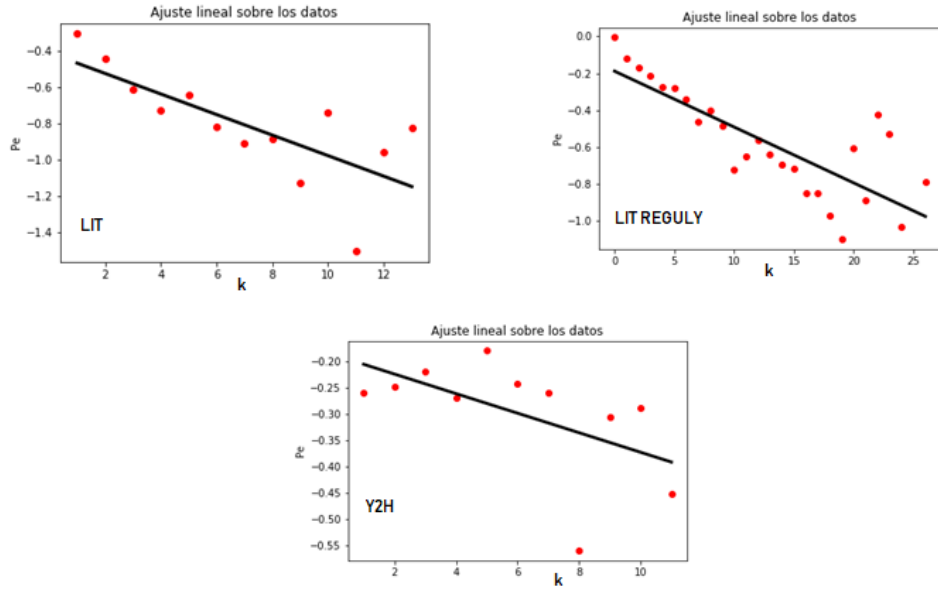 Ajuste lineal sobre los datos
−0.4
−0.6
−0.8
−1.0
−1.2
−1.4
Pe
LIT
2 4 6 8 10 12
k
Ajuste lineal sobre los datos
0.0
−0.2
−0.4
−0.6
−0.8
−1.0
Pe
LIT REGULY
0 5 10 15 20 25
k
Ajuste lineal sobre los datos
−0.20
−0.25
−0.30
−0.35
−0.40
−0.45
−0.50
−0.55
Pe
Y2H
2 4 6 8 10
k